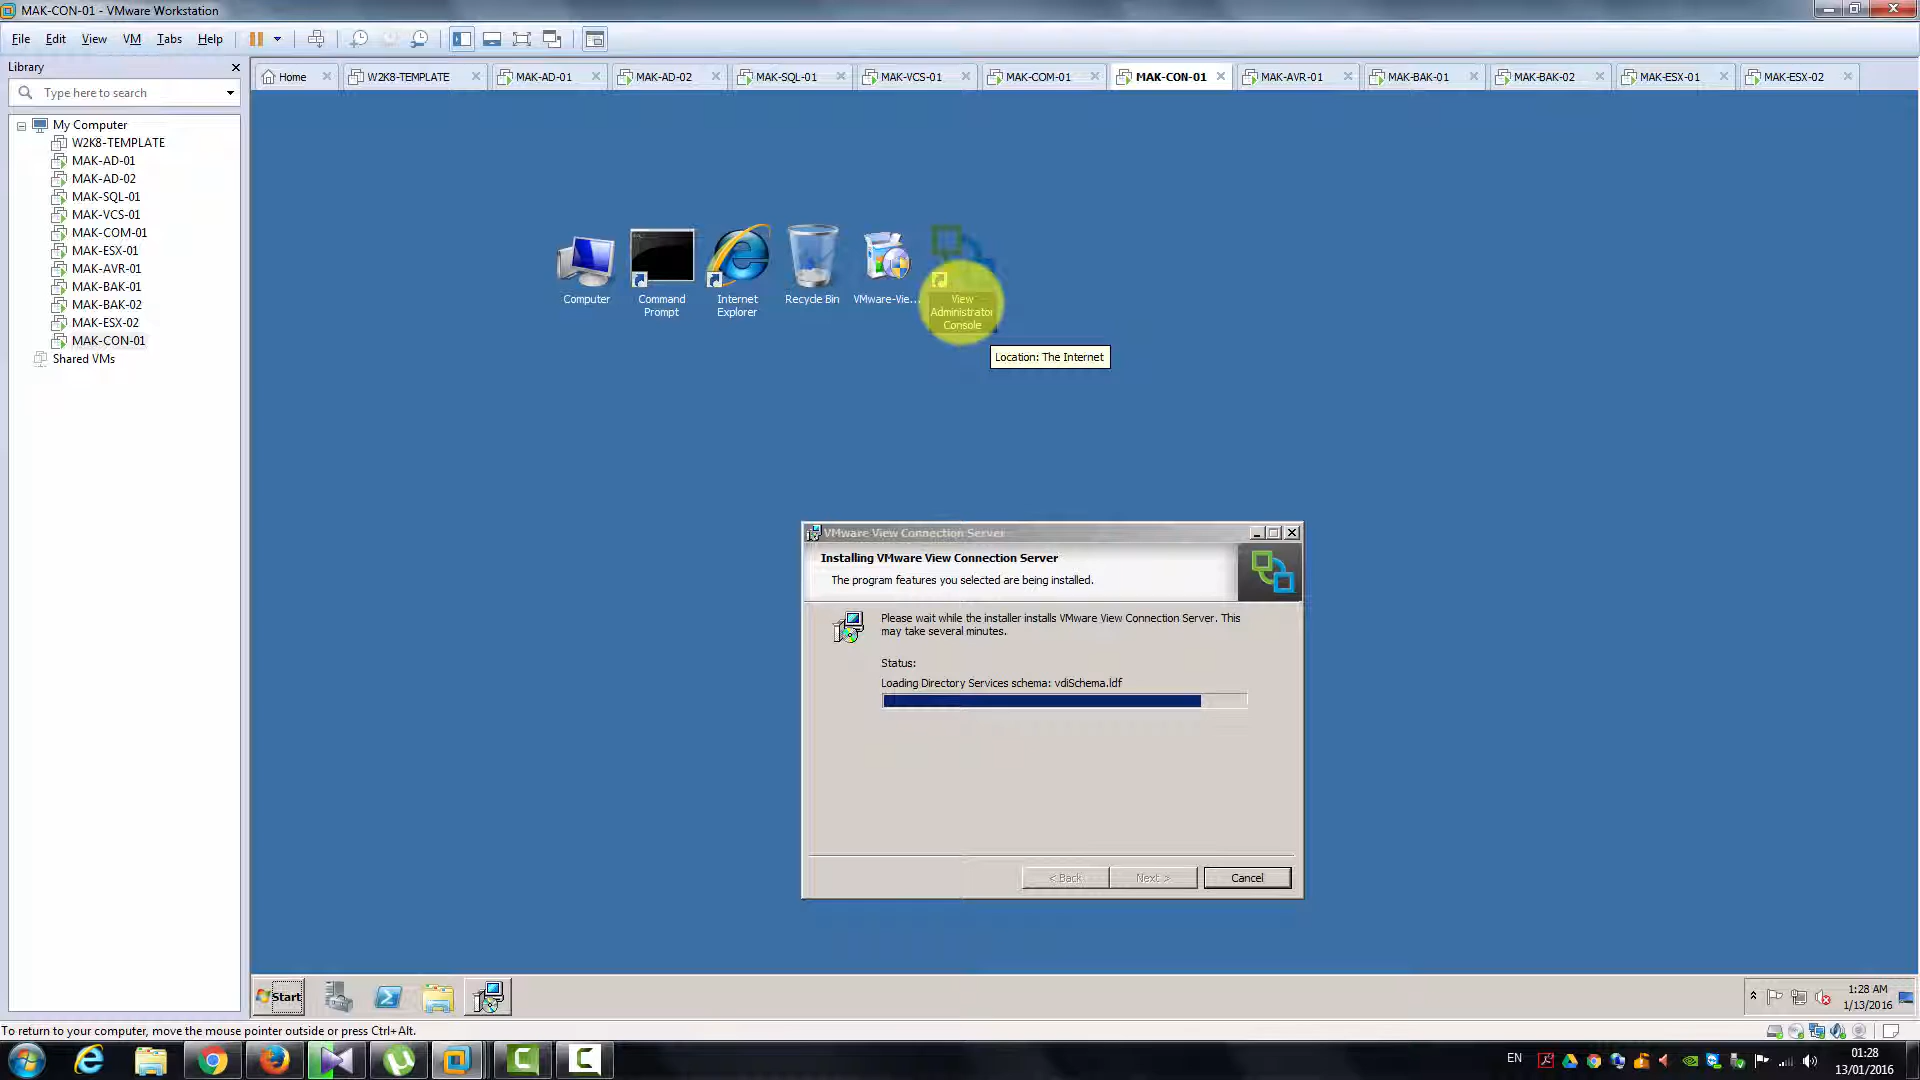 MAK-CON-01 - VMware Workstation
File Edit View VM Tabs Help
Library
Type here to search
Home W2K8-TEMPLATE MAK-AD-01 MAK-AD-02 MAK-SQL-01 MAK-VCS-01 MAK-COM-01 MAK-CON-01 MAK-AVR-01 MAK-BAK-01 MAK-BAK-02 MAK-ESX-01 MAK-ESX-02
My Computer
W2K8-TEMPLATE
MAK-AD-01
MAK-AD-02
MAK-SQL-01
MAK-VCS-01
MAK-COM-01
MAK-ESX-01
MAK-AVR-01
MAK-BAK-01
MAK-BAK-02
MAK-ESX-02
MAK-CON-01
Shared VMs
Computer
Command
Prompt
Internet
Explorer
Recycle Bin
VMware-Vie...
View
Administrator
Console
Location: The Internet
VMware View Connection Server
Installing VMware View Connection Server
The program features you selected are being installed.
Please wait while the installer installs VMware View Connection Server. This
may take several minutes.
Status:
Loading Directory Services schema: vdiSchema.ldf
< Back Next > Cancel
Start
1:28 AM
1/13/2016
To return to your computer, move the mouse pointer outside or press Ctrl+Alt.
EN
01:28
13/01/2016